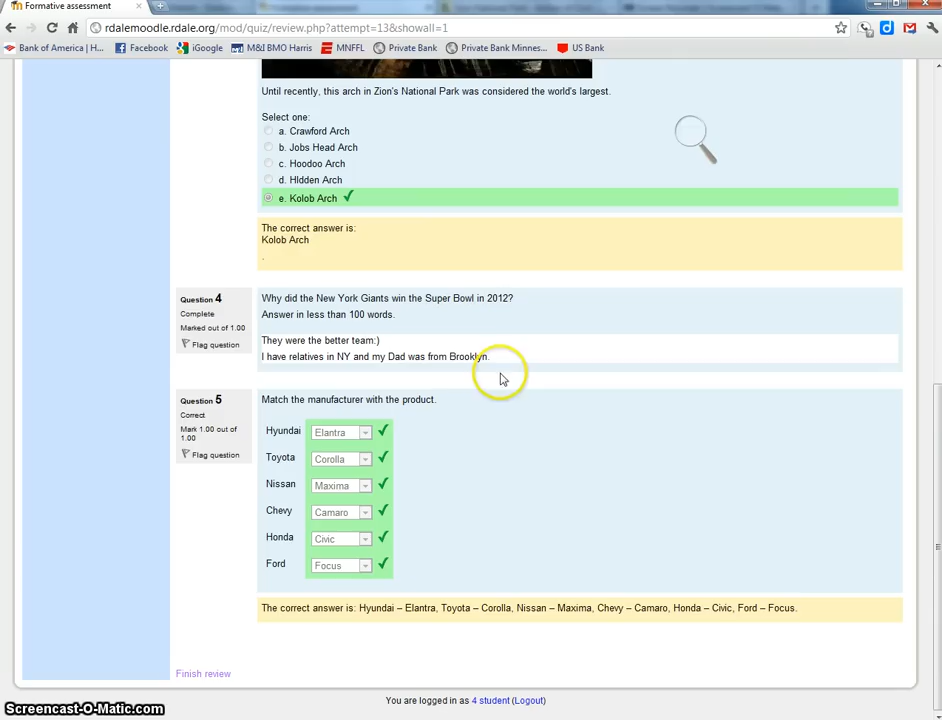 Formative assessment
rdalemoodle.rdale.org/mod/quiz/review.php?attempt=13&showall=1
Bank of America | H... Facebook iGoogle M&I BMO Harris MNNFL Private Bank Private Bank Minnes... US Bank
Until recently, this arch in Zion's National Park was considered the world's largest.
Select one:
a. Crawford Arch
b. Jobs Head Arch
c. Hoodoo Arch
d. HIdden Arch
e. Kolob Arch
The correct answer is:
Kolob Arch
.
Question 4
Complete
Marked out of 1.00
Flag question
Why did the New York Giants win the Super Bowl in 2012?
Answer in less than 100 words.
They were the better team:)
I have relatives in NY and my Dad was from Brooklyn.
Question 5
Correct
Mark 1.00 out of
1.00
Flag question
Match the manufacturer with the product.
Hyundai Elantra
Toyota Corolla
Nissan Maxima
Chevy Camaro
Honda Civic
Ford Focus
The correct answer is: Hyundai – Elantra, Toyota – Corolla, Nissan – Maxima, Chevy – Camaro, Honda – Civic, Ford – Focus.
Finish review
You are logged in as 4 student (Logout)
Screencast-O-Matic.com